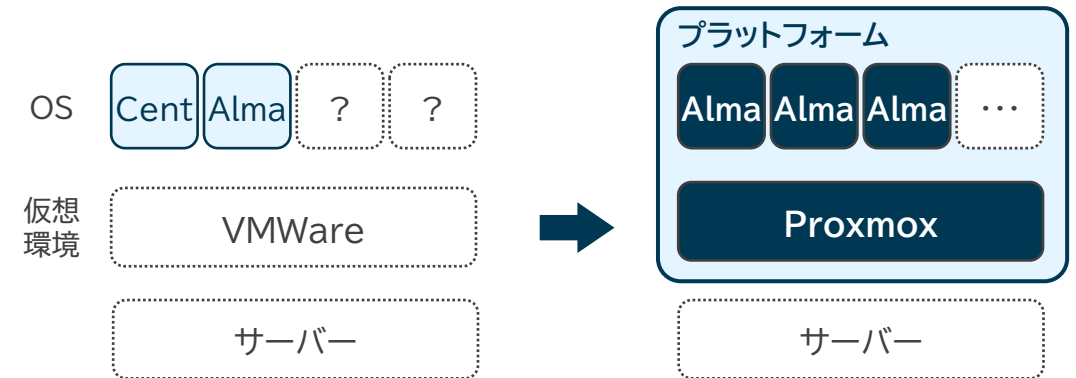 プラットフォーム
OS Cent Alma ? ? Alma Alma Alma …
仮想
環境
VMWare Proxmox
サーバー サーバー